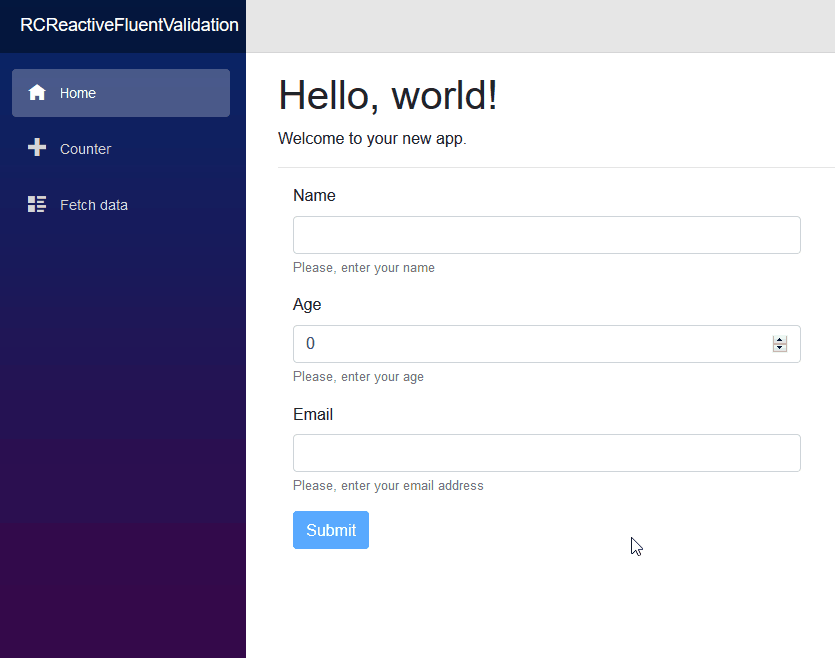 RCReactiveFluentValidation
Home
Counter
Fetch data
Hello, world!
Welcome to your new app.
Name
Please, enter your name
Age
0
Please, enter your age
Email
Please, enter your email address
Submit